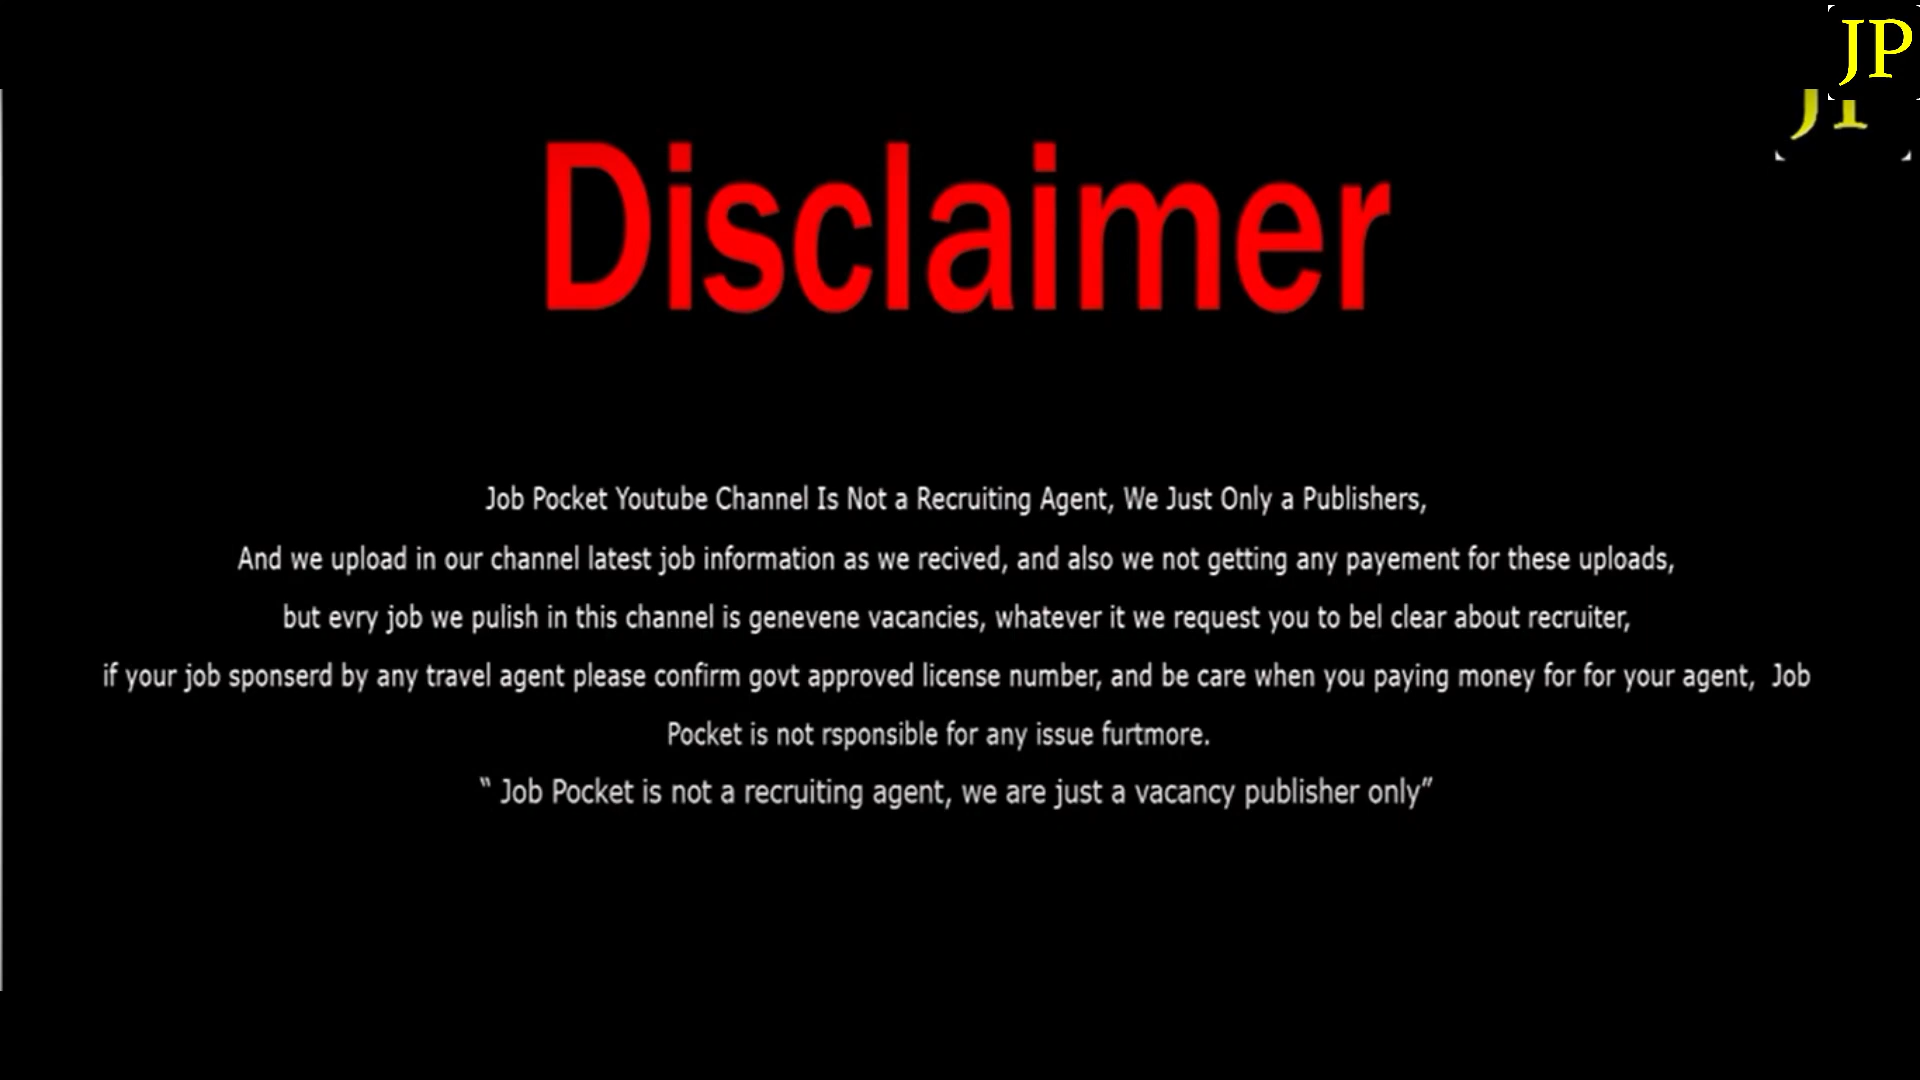 JP
JP
Disclaimer
Job Pocket Youtube Channel Is Not a Recruiting Agent, We Just Only a Publishers,
And we upload in our channel latest job information as we recived, and also we not getting any payement for these uploads,
but evry job we pulish in this channel is genevene vacancies, whatever it we request you to bel clear about recruiter,
if your job sponserd by any travel agent please confirm govt approved license number, and be care when you paying money for for your agent, Job
Pocket is not rsponsible for any issue furtmore.
“ Job Pocket is not a recruiting agent, we are just a vacancy publisher only”